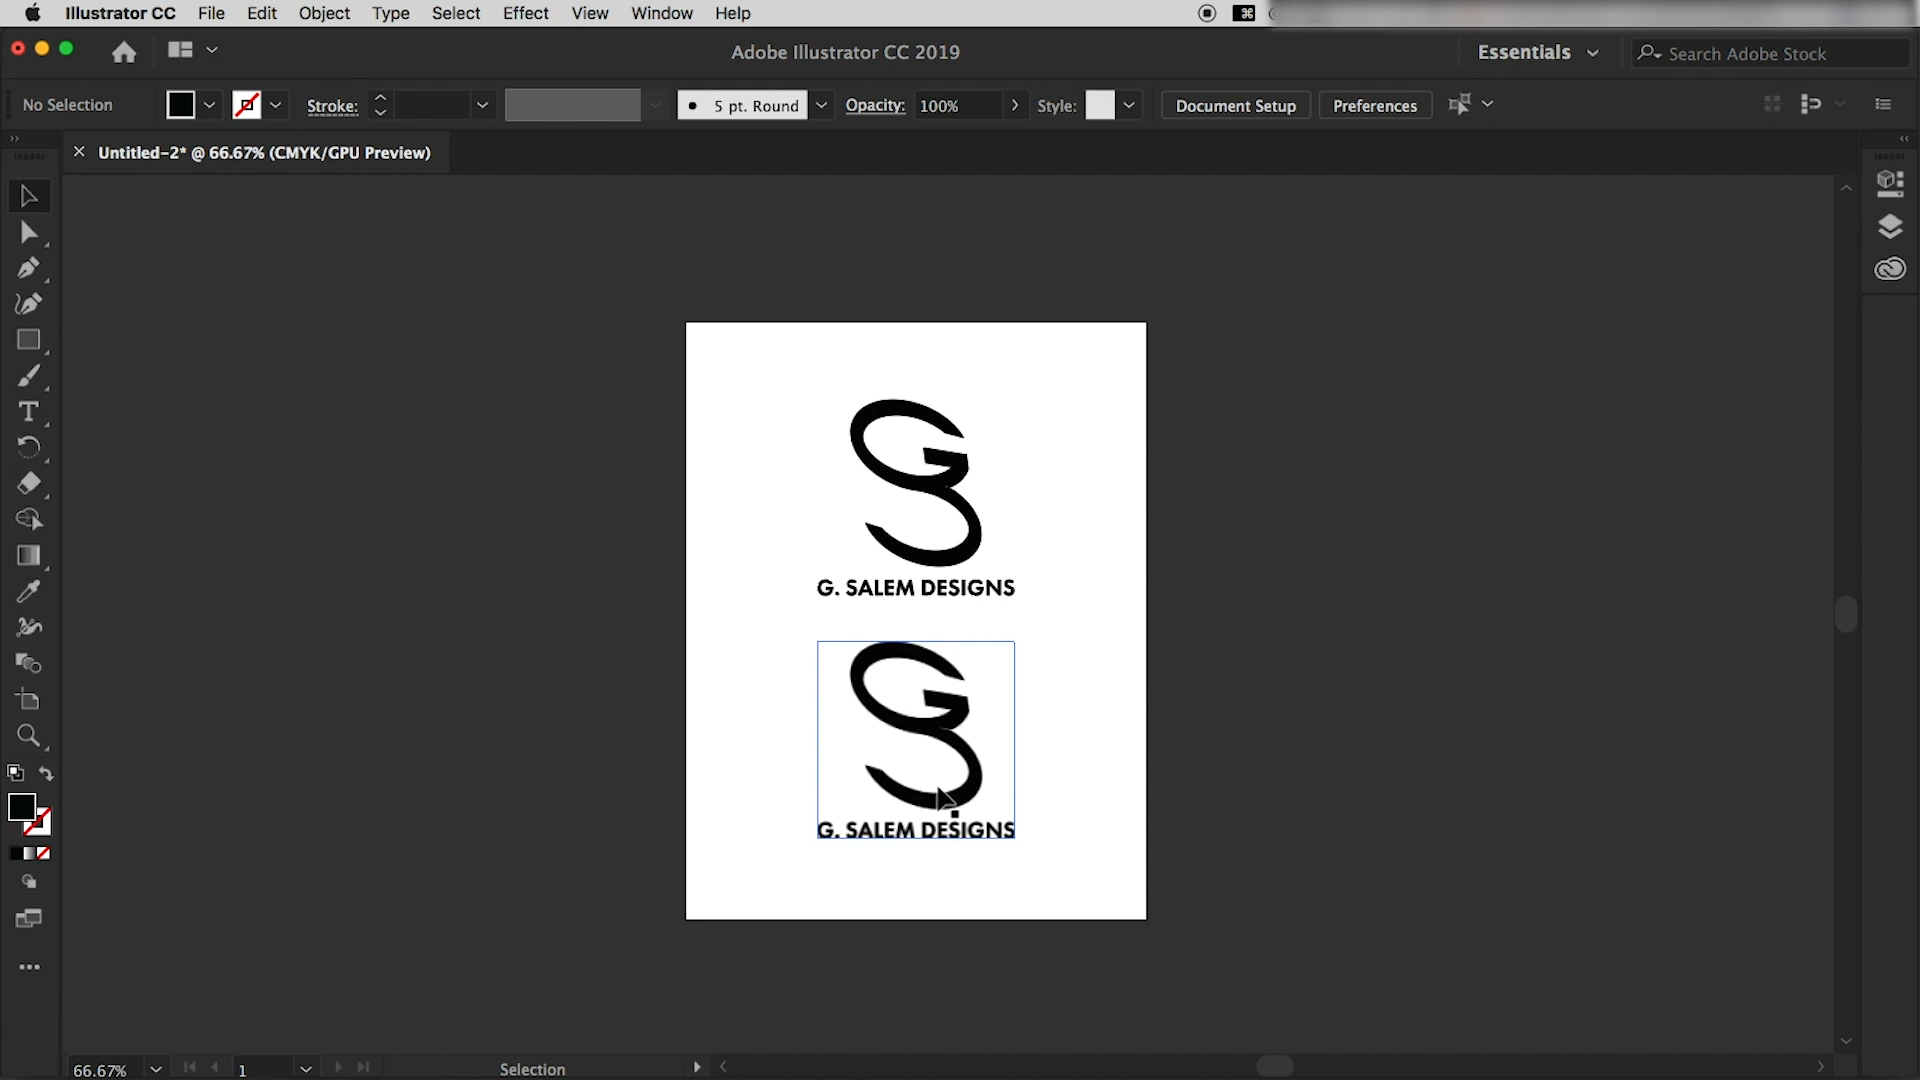 Illustrator CC File Edit Object Type Select Effect View Window Help
Adobe Illustrator CC 2019
Essentials
Search Adobe Stock
No Selection
Stroke:
5 pt. Round
Opacity: 100%
Style:
Document Setup
Preferences
Untitled-2* @ 66.67% (CMYK/GPU Preview)
GS
G. SALEM DESIGNS
GS
G. SALEM DESIGNS
66.67%
1
Selection